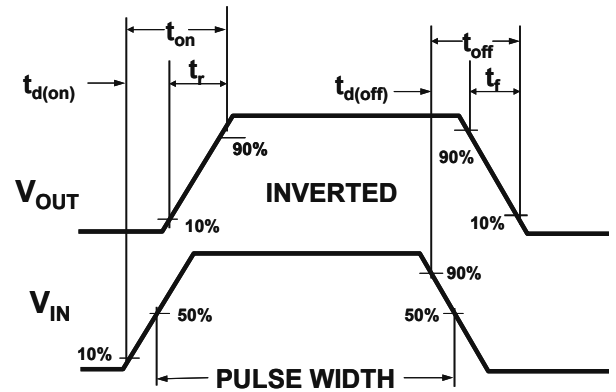 t_on
t_off
t_d(on)
t_r
t_d(off)
t_f
90%
90%
V_OUT
INVERTED
10%
10%
90%
V_IN
50%
50%
10%
PULSE WIDTH